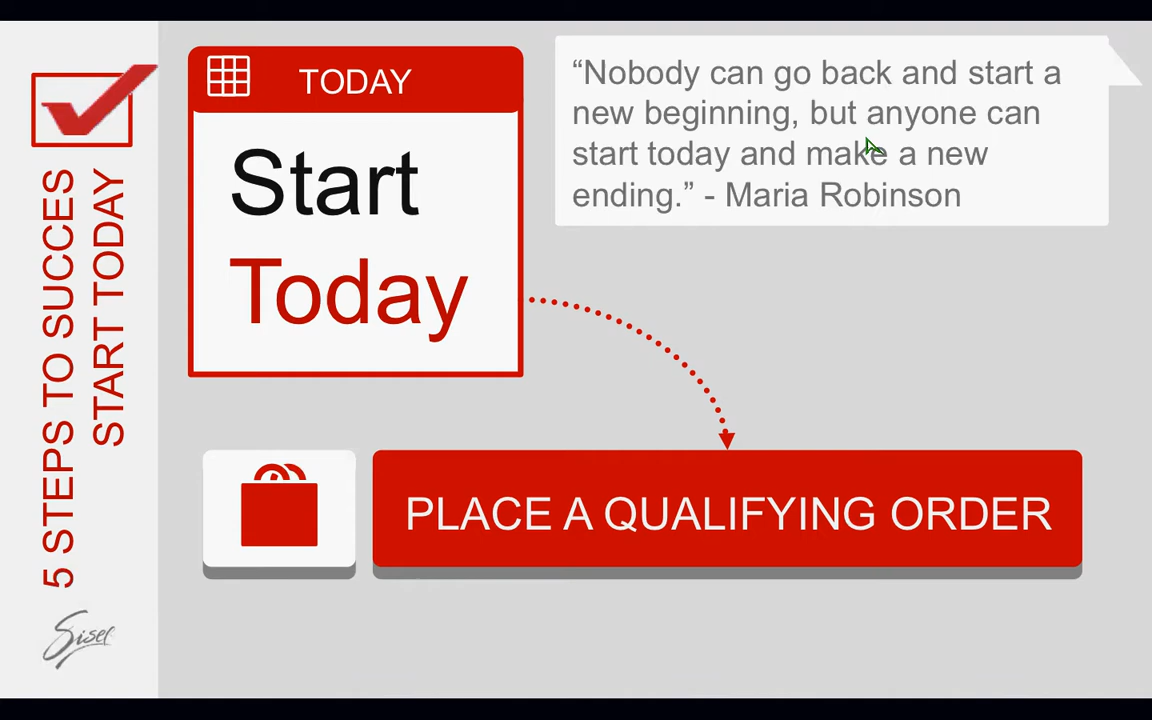 5 STEPS TO SUCCES
START TODAY
Sisel
TODAY
Start
Today
“Nobody can go back and start a
new beginning, but anyone can
start today and make a new
ending.” - Maria Robinson
PLACE A QUALIFYING ORDER